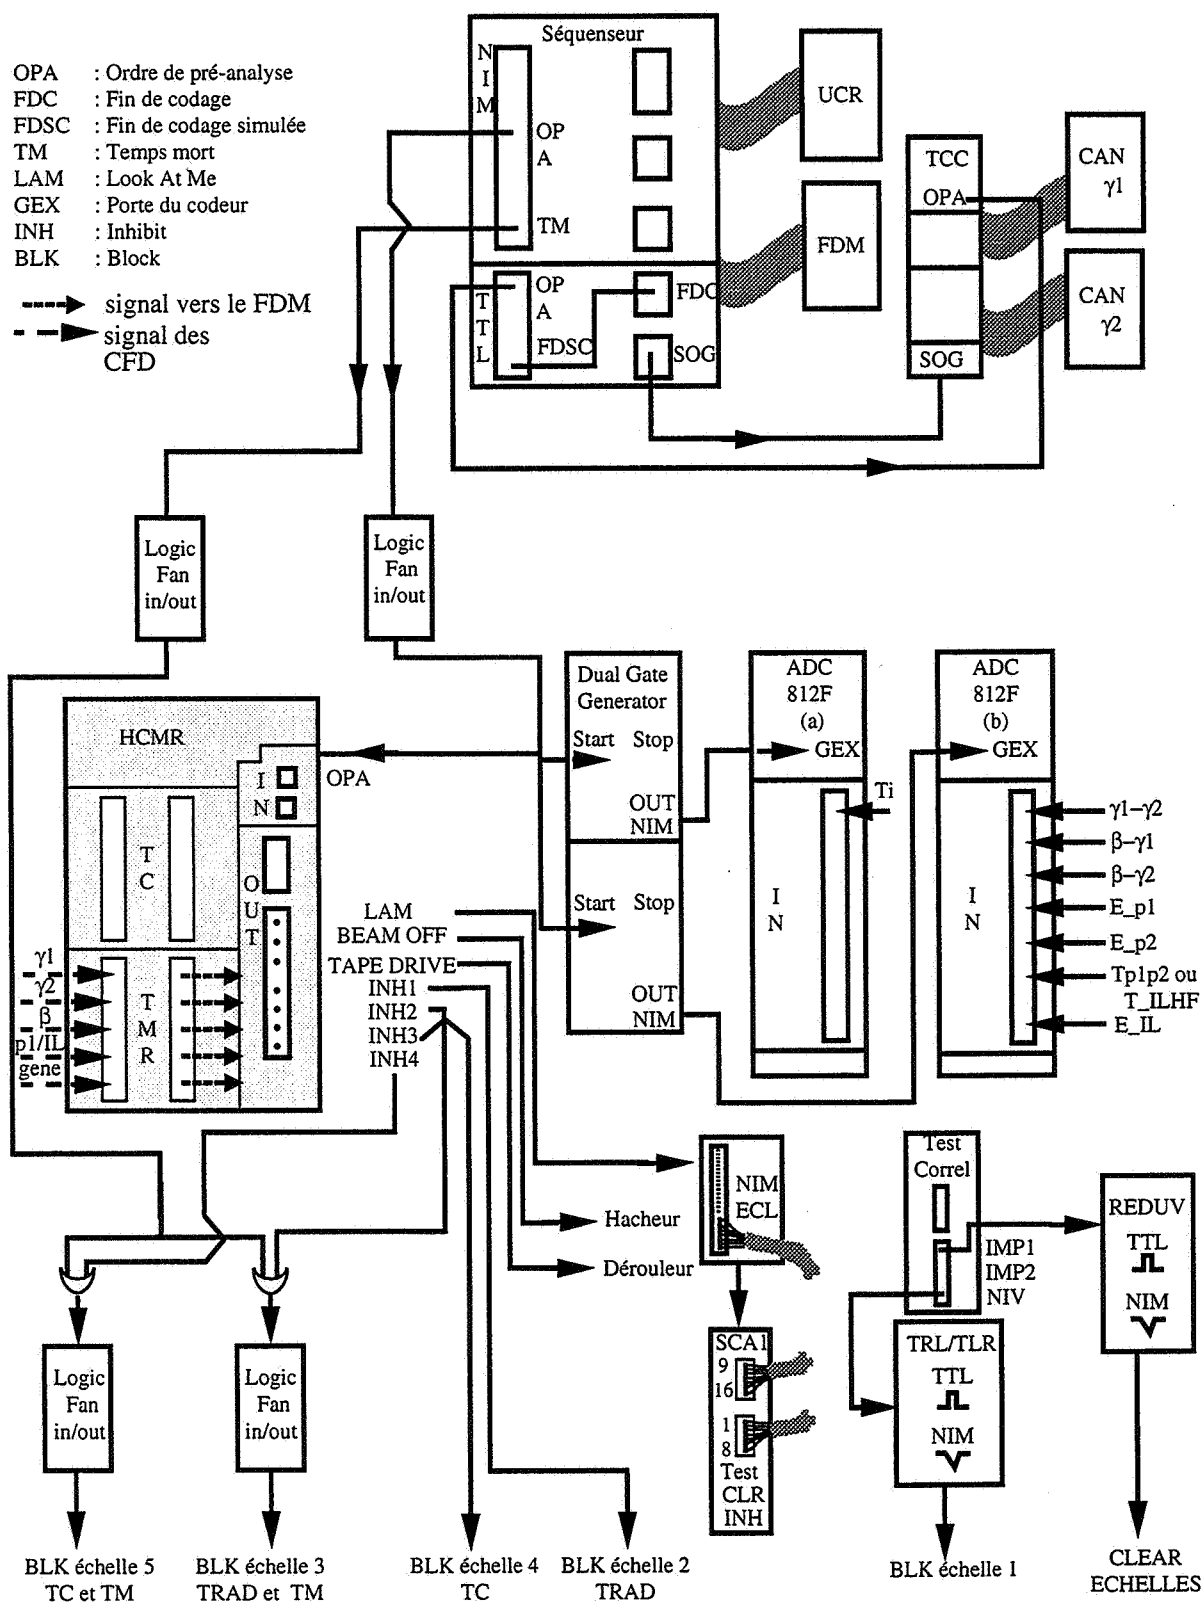 OPA : Ordre de pré-analyse
FDC : Fin de codage
FDSC : Fin de codage simulée
TM : Temps mort
LAM : Look At Me
GEX : Porte du codeur
INH : Inhibit
BLK : Block
signal vers le FDM
signal des
CFD
Séquenseur
NIM
OP
A
TM
TTL
OP
A
FDSC
FDC
SOG
UCR
FDM
TCC
OPA
SOG
CAN
γ1
CAN
γ2
Logic
Fan
in/out
Logic
Fan
in/out
HCMR
IN
OPA
TC
OUT
TMR
γ1
γ2
β
p1/IL
gene
Dual Gate
Generator
Start Stop
OUT
NIM
Start Stop
OUT
NIM
ADC
812F
(a)
GEX
Ti
IN
ADC
812F
(b)
GEX
IN
γ1−γ2
β−γ1
β−γ2
E_p1
E_p2
Tp1p2 ou
T_ILHF
E_IL
LAM
BEAM OFF
TAPE DRIVE
INH1
INH2
INH3
INH4
NIM
ECL
Hacheur
Dérouleur
SCA1
9
16
1
8
Test
CLR
INH
Test
Correl
IMP1
IMP2
NIV
TRL/TLR
TTL
NIM
REDUV
TTL
NIM
Logic
Fan
in/out
Logic
Fan
in/out
BLK échelle 5
TC et TM
BLK échelle 3
TRAD et TM
BLK échelle 4
TC
BLK échelle 2
TRAD
BLK échelle 1
CLEAR
ECHELLES